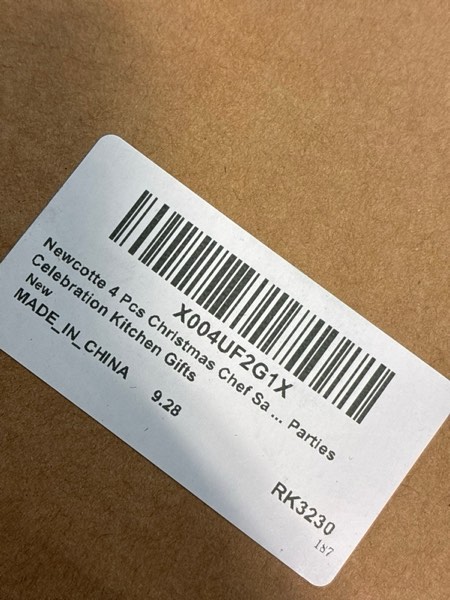 X004UF2G1X
Newcotte 4 Pcs Christmas Chef Sa ... Parties
Celebration Kitchen Gifts
New
MADE_IN_CHINA 9.28
RK3230
187